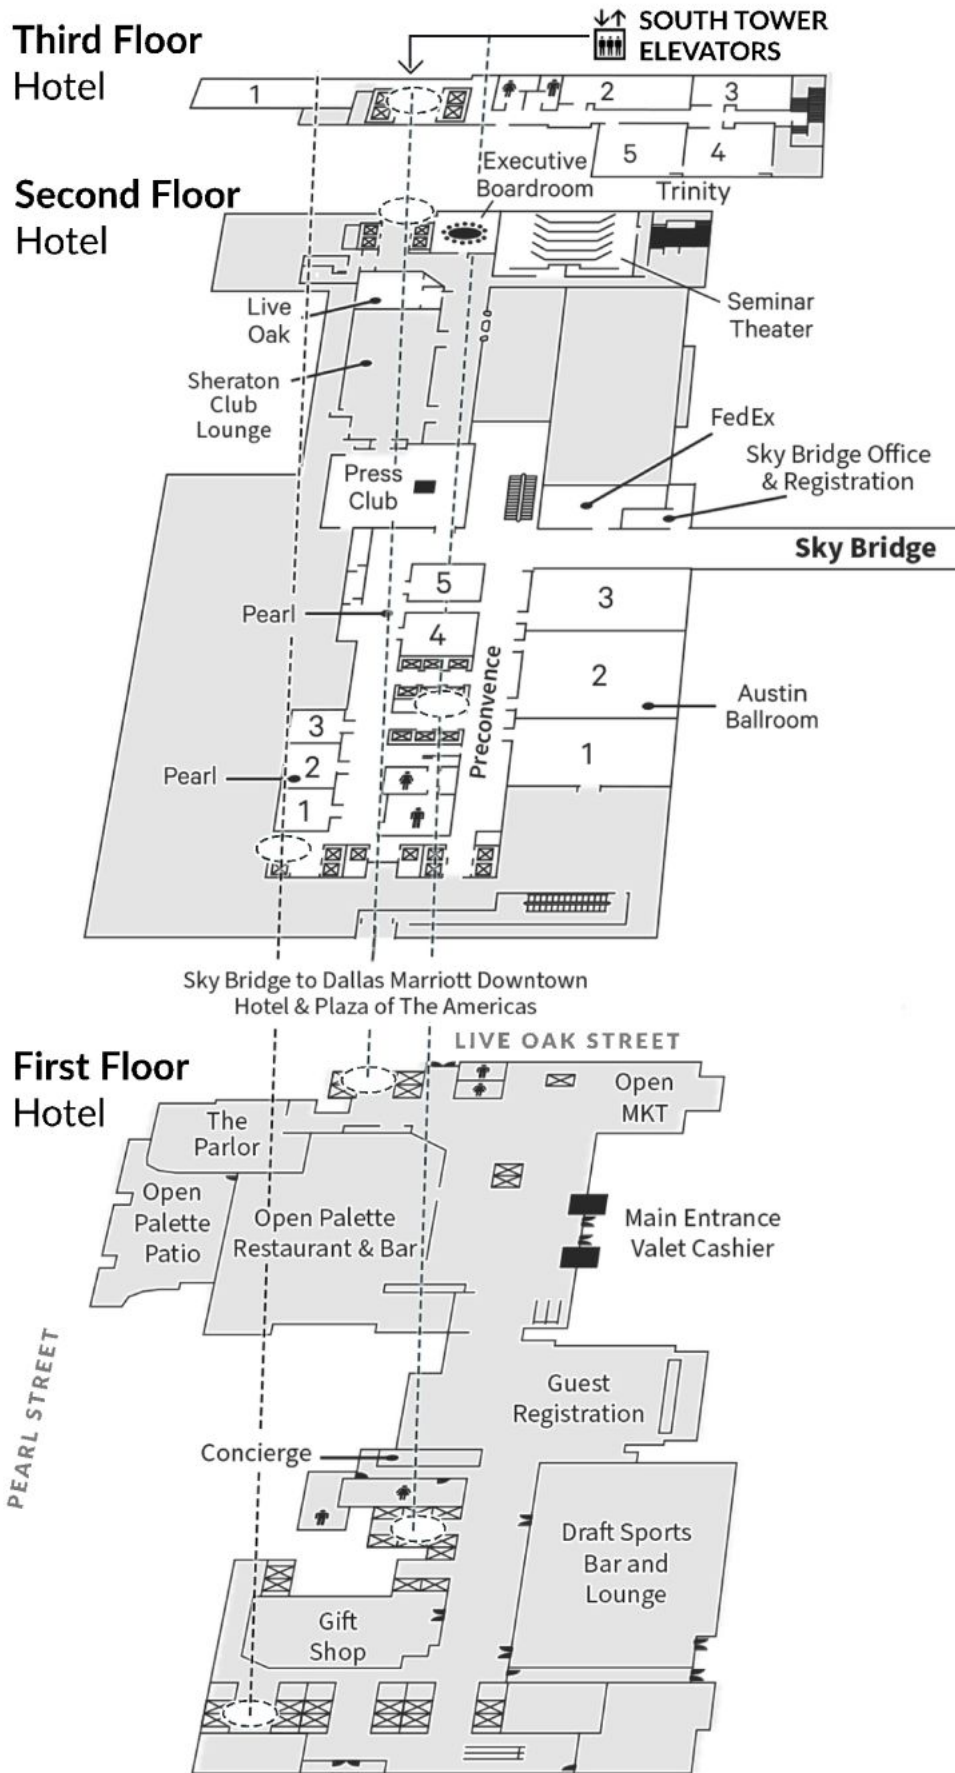 Third Floor
Hotel
SOUTH TOWER
ELEVATORS
1
2
3
5
4
Trinity
Executive
Boardroom
Second Floor
Hotel
Live
Oak
Seminar
Theater
Sheraton
Club
Lounge
FedEx
Sky Bridge Office
& Registration
Press
Club
Sky Bridge
5
3
Pearl
4
Preconvence
2
Austin
Ballroom
3
1
Pearl
2
1
Sky Bridge to Dallas Marriott Downtown
Hotel & Plaza of The Americas
LIVE OAK STREET
First Floor
Hotel
Open
MKT
The
Parlor
Open
Palette
Patio
Open Palette
Restaurant & Bar
Main Entrance
Valet Cashier
PEARL STREET
Guest
Registration
Concierge
Draft Sports
Bar and
Lounge
Gift
Shop